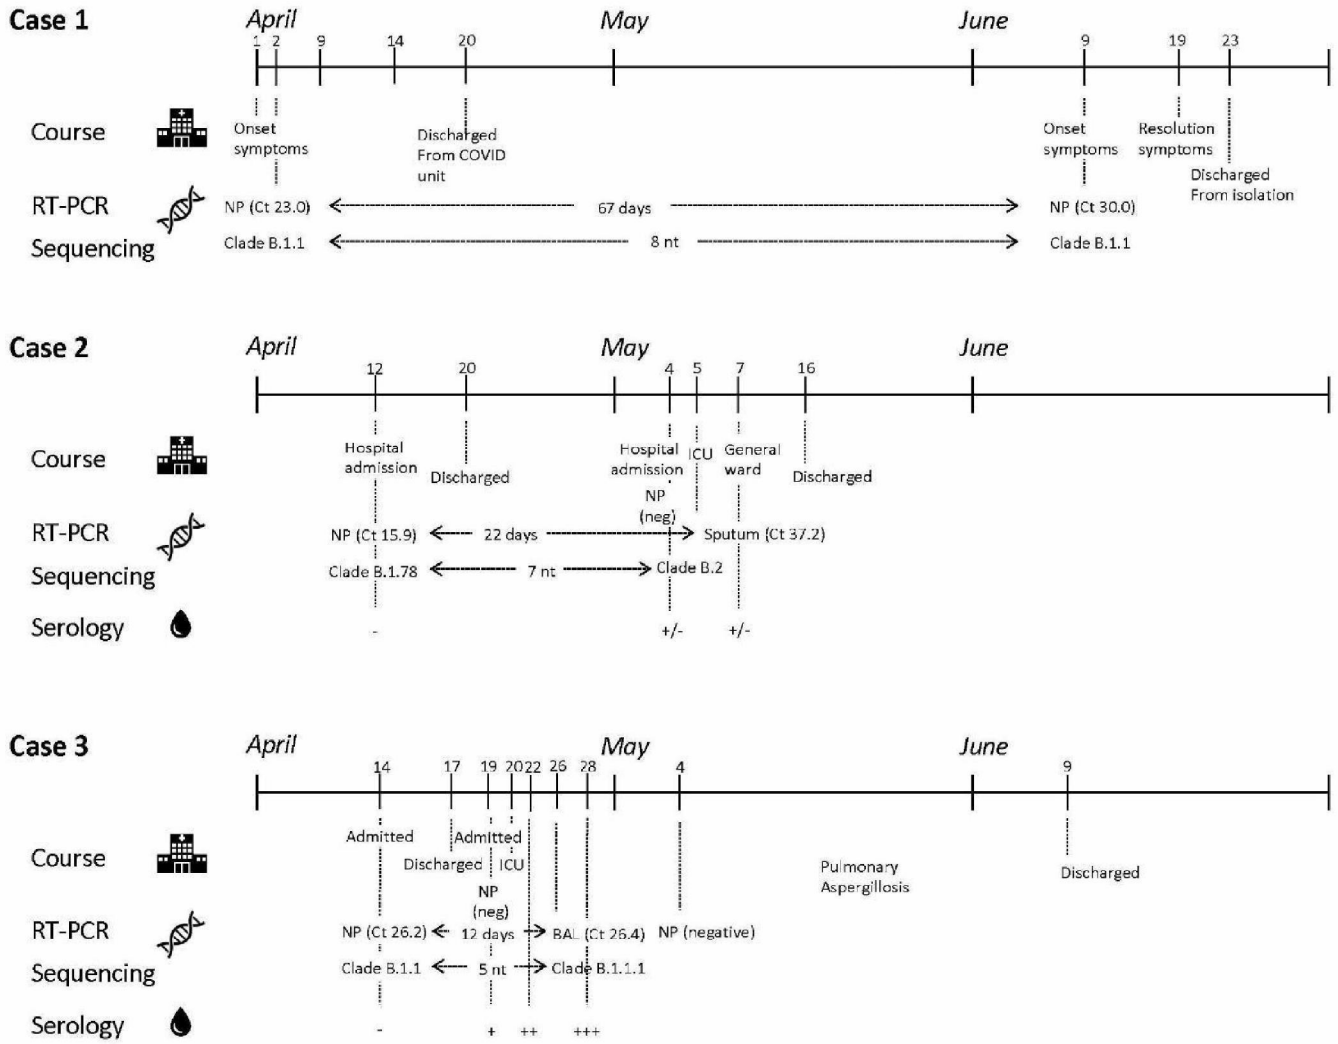 Case 1
April May June
1 2 9 14 20 9 19 23
Course
Onset symptoms
Discharged From COVID unit
Onset symptoms
Resolution symptoms
Discharged From isolation
RT-PCR NP (Ct 23.0) 67 days NP (Ct 30.0)
Sequencing Clade B.1.1 8 nt Clade B.1.1
Case 2
April May June
12 20 4 5 7 16
Course
Hospital admission
Discharged
Hospital admission
ICU
General ward
Discharged
NP (neg)
RT-PCR NP (Ct 15.9) 22 days Sputum (Ct 37.2)
Sequencing Clade B.1.78 7 nt Clade B.2
Serology - +/- +/-
Case 3
April May June
14 17 19 20 22 26 28 4 9
Course
Admitted
Discharged
Admitted
ICU
Pulmonary Aspergillosis
Discharged
NP (neg)
RT-PCR NP (Ct 26.2) 12 days BAL (Ct 26.4) NP (negative)
Sequencing Clade B.1.1 5 nt Clade B.1.1.1
Serology - + ++ +++